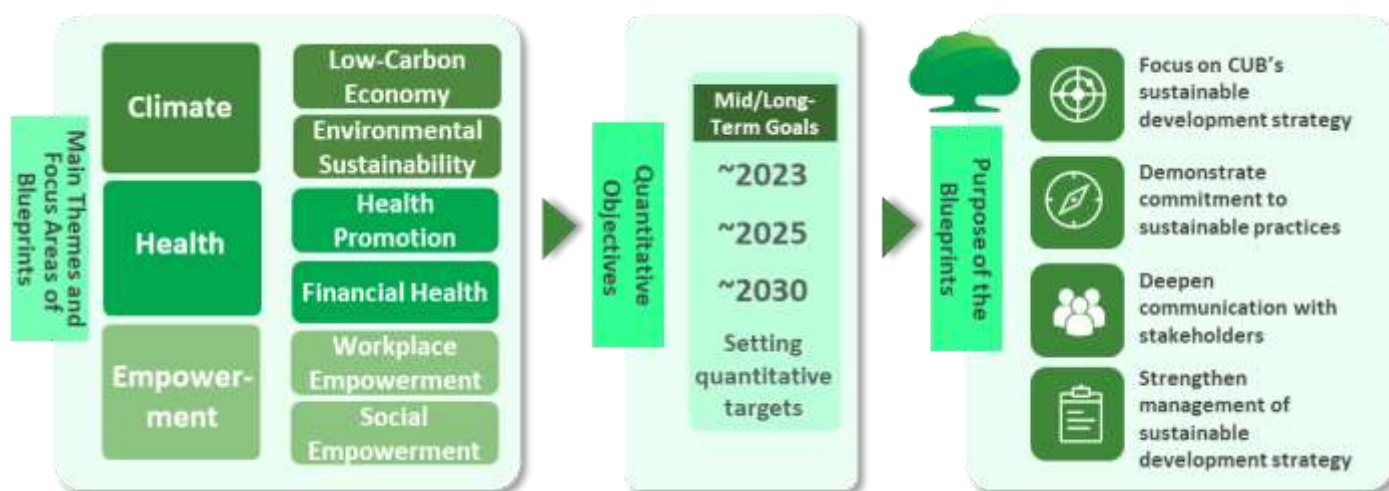 Main Themes and
Focus Areas of
Blueprints
Climate
Low-Carbon
Economy
Environmental
Sustainability
Health
Health
Promotion
Financial Health
Empower-
ment
Workplace
Empowerment
Social
Empowerment
Quantitative
Objectives
Mid/Long-
Term Goals
~2023
~2025
~2030
Setting
quantitative
targets
Purpose of the
Blueprints
Focus on CUB's
sustainable
development strategy
Demonstrate
commitment to
sustainable practices
Deepen
communication with
stakeholders
Strengthen
management of
sustainable
development strategy